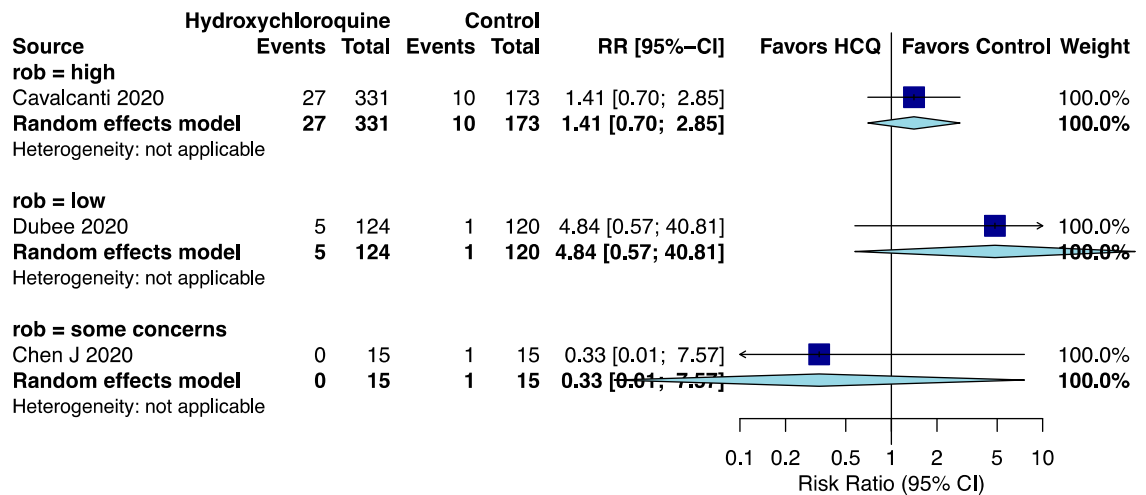 Hydroxychloroquine Control
Source Events Total Events Total RR [95%−CI] Favors HCQ Favors Control Weight
rob = high
Cavalcanti 2020 27 331 10 173 1.41 [0.70; 2.85] 100.0%
Random effects model 27 331 10 173 1.41 [0.70; 2.85] 100.0%
Heterogeneity: not applicable
rob = low
Dubee 2020 5 124 1 120 4.84 [0.57; 40.81] 100.0%
Random effects model 5 124 1 120 4.84 [0.57; 40.81] 100.0%
Heterogeneity: not applicable
rob = some concerns
Chen J 2020 0 15 1 15 0.33 [0.01; 7.57] 100.0%
Random effects model 0 15 1 15 0.33 [0.01; 7.57] 100.0%
Heterogeneity: not applicable
0.1 0.2 0.5 1 2 5 10
Risk Ratio (95% CI)